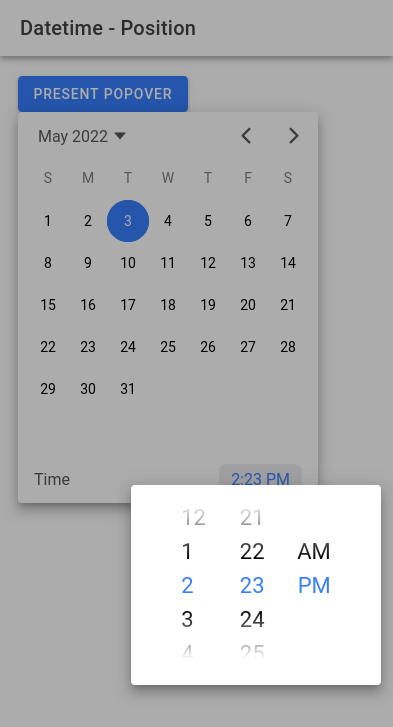 Datetime - Position
PRESENT POPOVER
May 2022
S M T W T F S
1 2 3 4 5 6 7
8 9 10 11 12 13 14
15 16 17 18 19 20 21
22 23 24 25 26 27 28
29 30 31
Time 2:23 PM
12 21
1 22 AM
2 23 PM
3 24
4 25